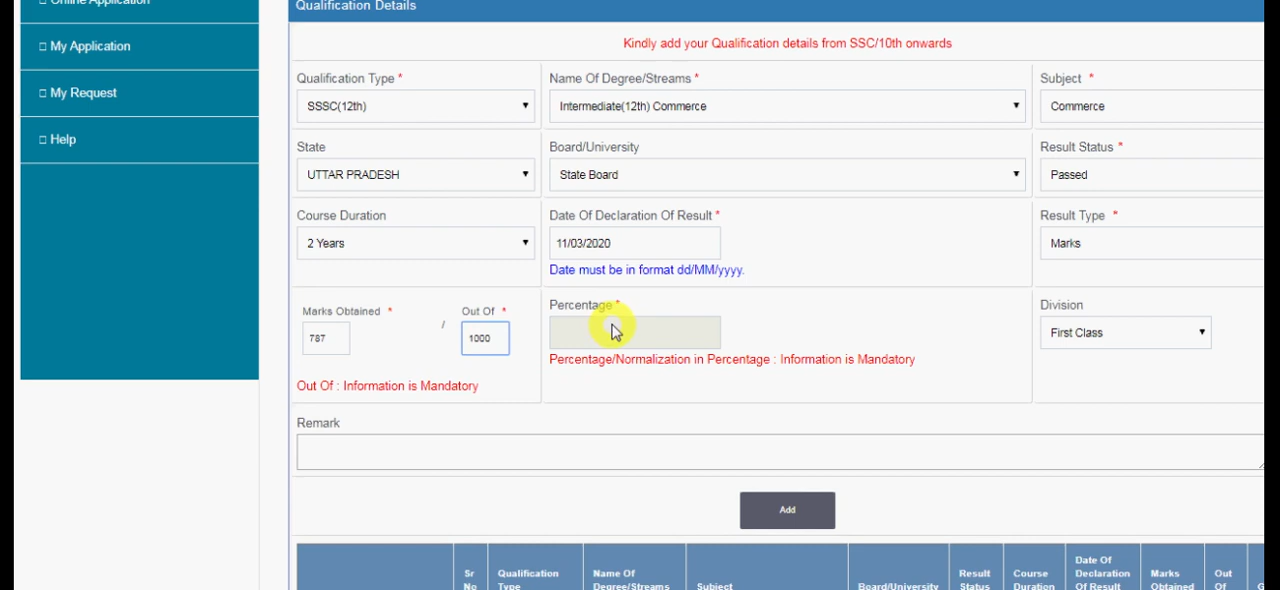 Online Application
My Application
My Request
Help
Qualification Details
Kindly add your Qualification details from SSC/10th onwards
Qualification Type *
Name Of Degree/Streams *
Subject *
SSSC(12th)
Intermediate(12th) Commerce
Commerce
State
Board/University
Result Status *
UTTAR PRADESH
State Board
Passed
Course Duration
Date Of Declaration Of Result *
Result Type *
2 Years
11/03/2020
Marks
Date must be in format dd/MM/yyyy.
Marks Obtained *
Out Of *
Percentage *
Division
787
/
1000
First Class
Percentage/Normalization in Percentage : Information is Mandatory
Out Of : Information is Mandatory
Remark
Add
Sr No
Qualification Type
Name Of Degree/Streams
Subject
Board/University
Result Status
Course Duration
Date Of Declaration Of Result
Marks Obtained
Out Of